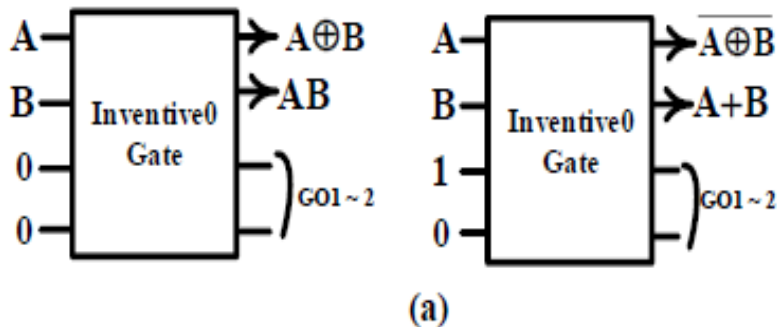 A
B
0
0
Inventive0
Gate
A⊕B
AB
GO1 ~ 2
A
B
1
0
Inventive0
Gate
A̅⊕̅B̅
A+B
GO1 ~ 2
(a)